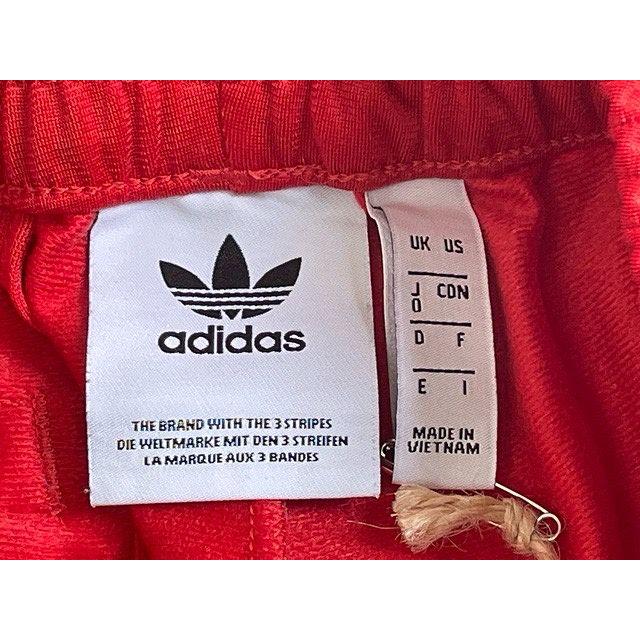 adidas
THE BRAND WITH THE 3 STRIPES
DIE WELTMARKE MIT DEN 3 STREIFEN
LA MARQUE AUX 3 BANDES
UK US
J O CDN
D F
E I
MADE IN
VIETNAM